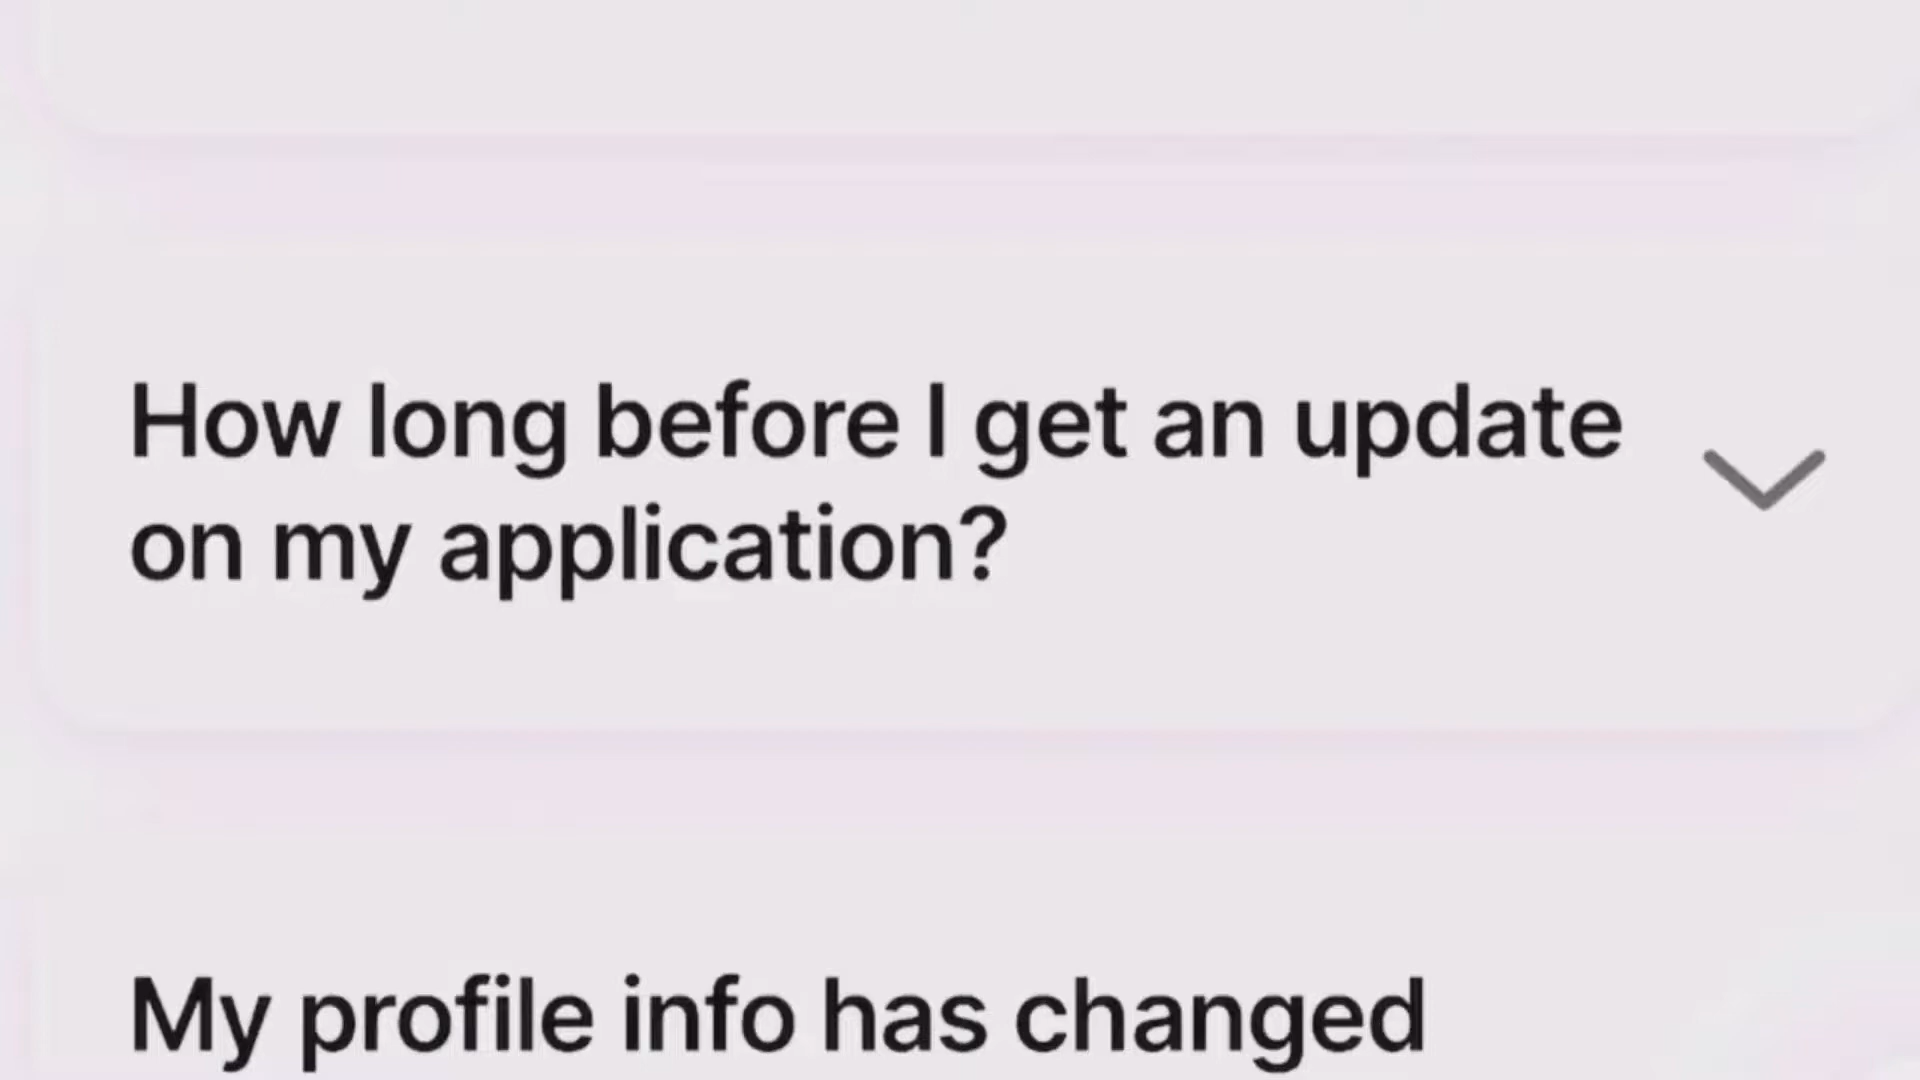 How long before I get an update
on my application?
My profile info has changed